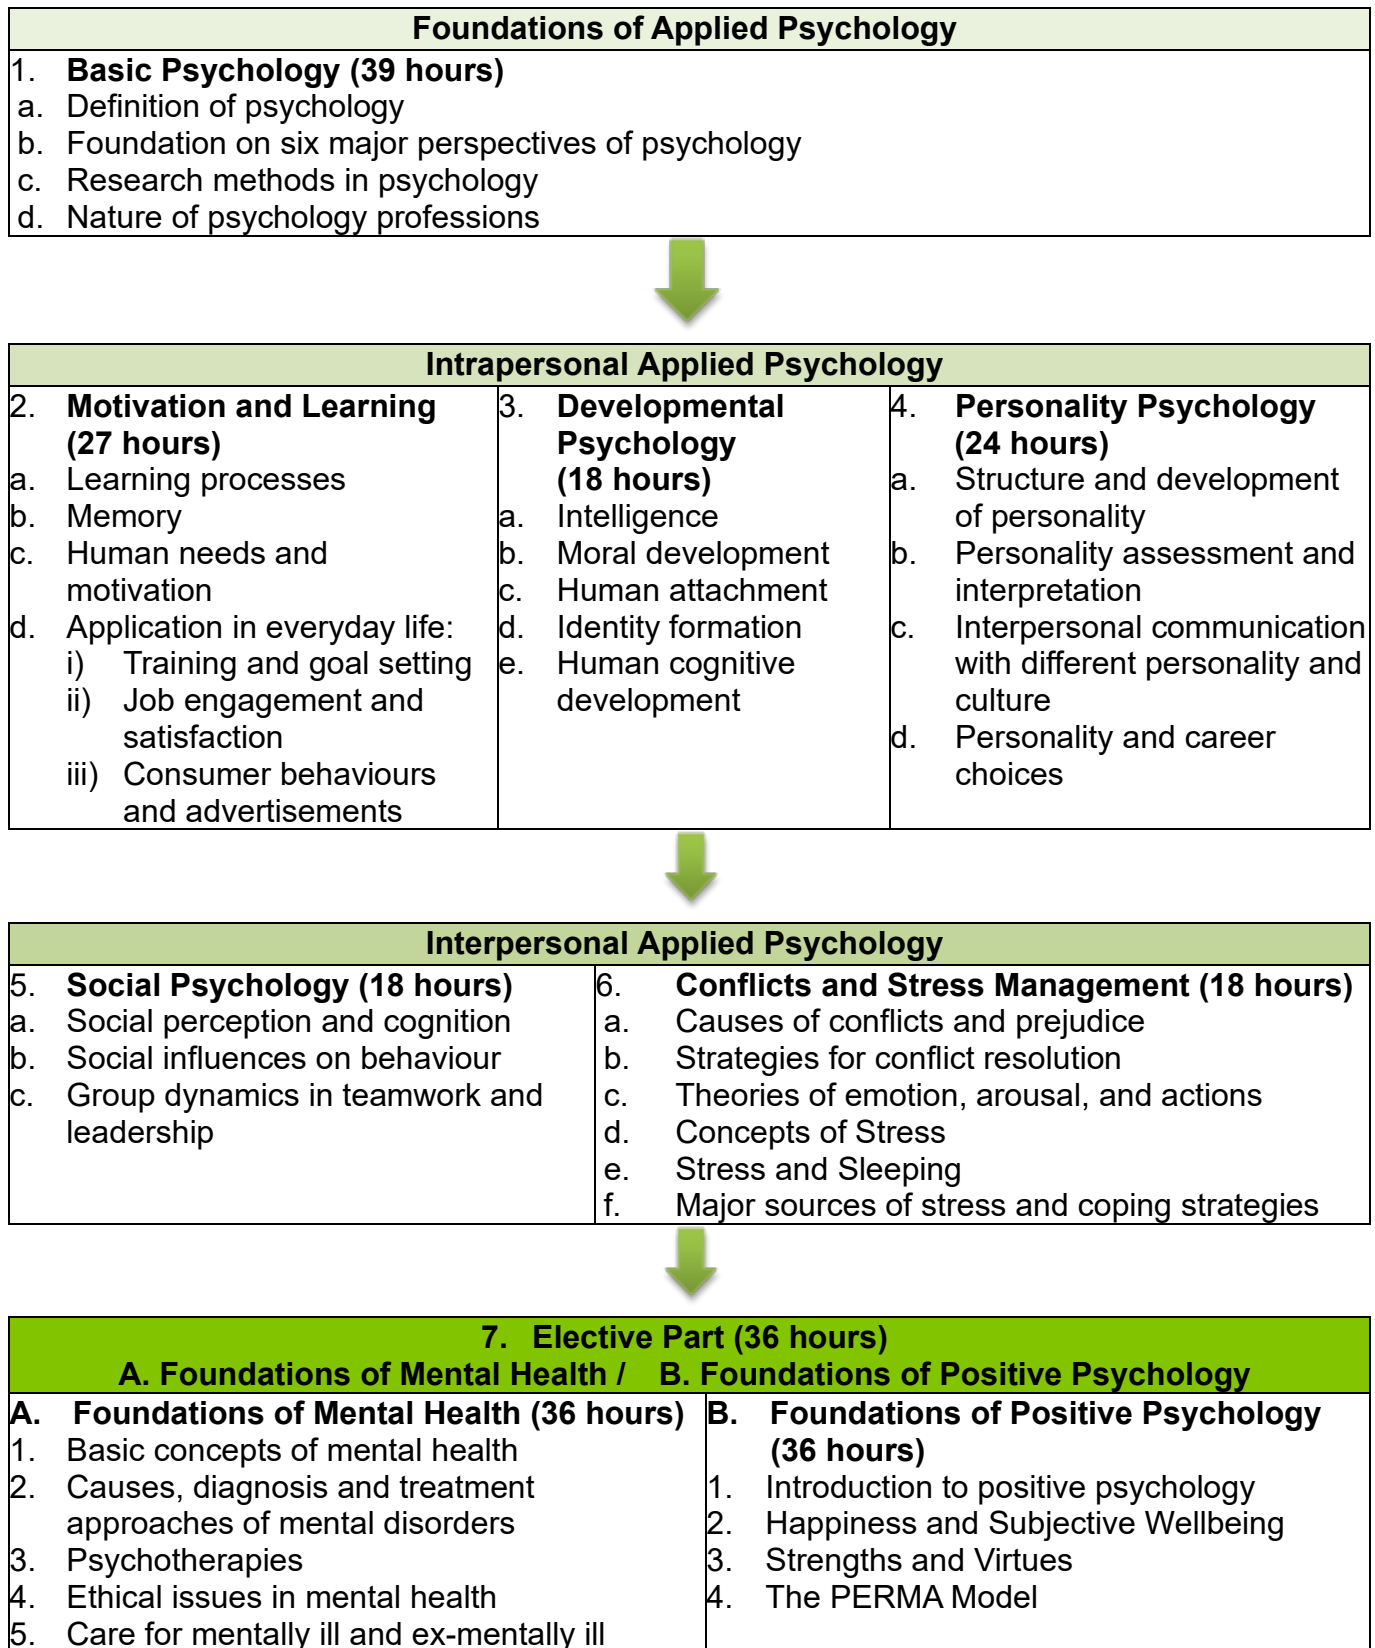 Foundations of Applied Psychology
1. Basic Psychology (39 hours)
a. Definition of psychology
b. Foundation on six major perspectives of psychology
c. Research methods in psychology
d. Nature of psychology professions
Intrapersonal Applied Psychology
2. Motivation and Learning
(27 hours)
a. Learning processes
b. Memory
c. Human needs and
motivation
d. Application in everyday life:
i) Training and goal setting
ii) Job engagement and
satisfaction
iii) Consumer behaviours
and advertisements
3. Developmental
Psychology
(18 hours)
a. Intelligence
b. Moral development
c. Human attachment
d. Identity formation
e. Human cognitive
development
4. Personality Psychology
(24 hours)
a. Structure and development
of personality
b. Personality assessment and
interpretation
c. Interpersonal communication
with different personality and
culture
d. Personality and career
choices
Interpersonal Applied Psychology
5. Social Psychology (18 hours)
a. Social perception and cognition
b. Social influences on behaviour
c. Group dynamics in teamwork and
leadership
6. Conflicts and Stress Management (18 hours)
a. Causes of conflicts and prejudice
b. Strategies for conflict resolution
c. Theories of emotion, arousal, and actions
d. Concepts of Stress
e. Stress and Sleeping
f. Major sources of stress and coping strategies
7. Elective Part (36 hours)
A. Foundations of Mental Health / B. Foundations of Positive Psychology
A. Foundations of Mental Health (36 hours)
1. Basic concepts of mental health
2. Causes, diagnosis and treatment
approaches of mental disorders
3. Psychotherapies
4. Ethical issues in mental health
5. Care for mentally ill and ex-mentally ill
B. Foundations of Positive Psychology
(36 hours)
1. Introduction to positive psychology
2. Happiness and Subjective Wellbeing
3. Strengths and Virtues
4. The PERMA Model